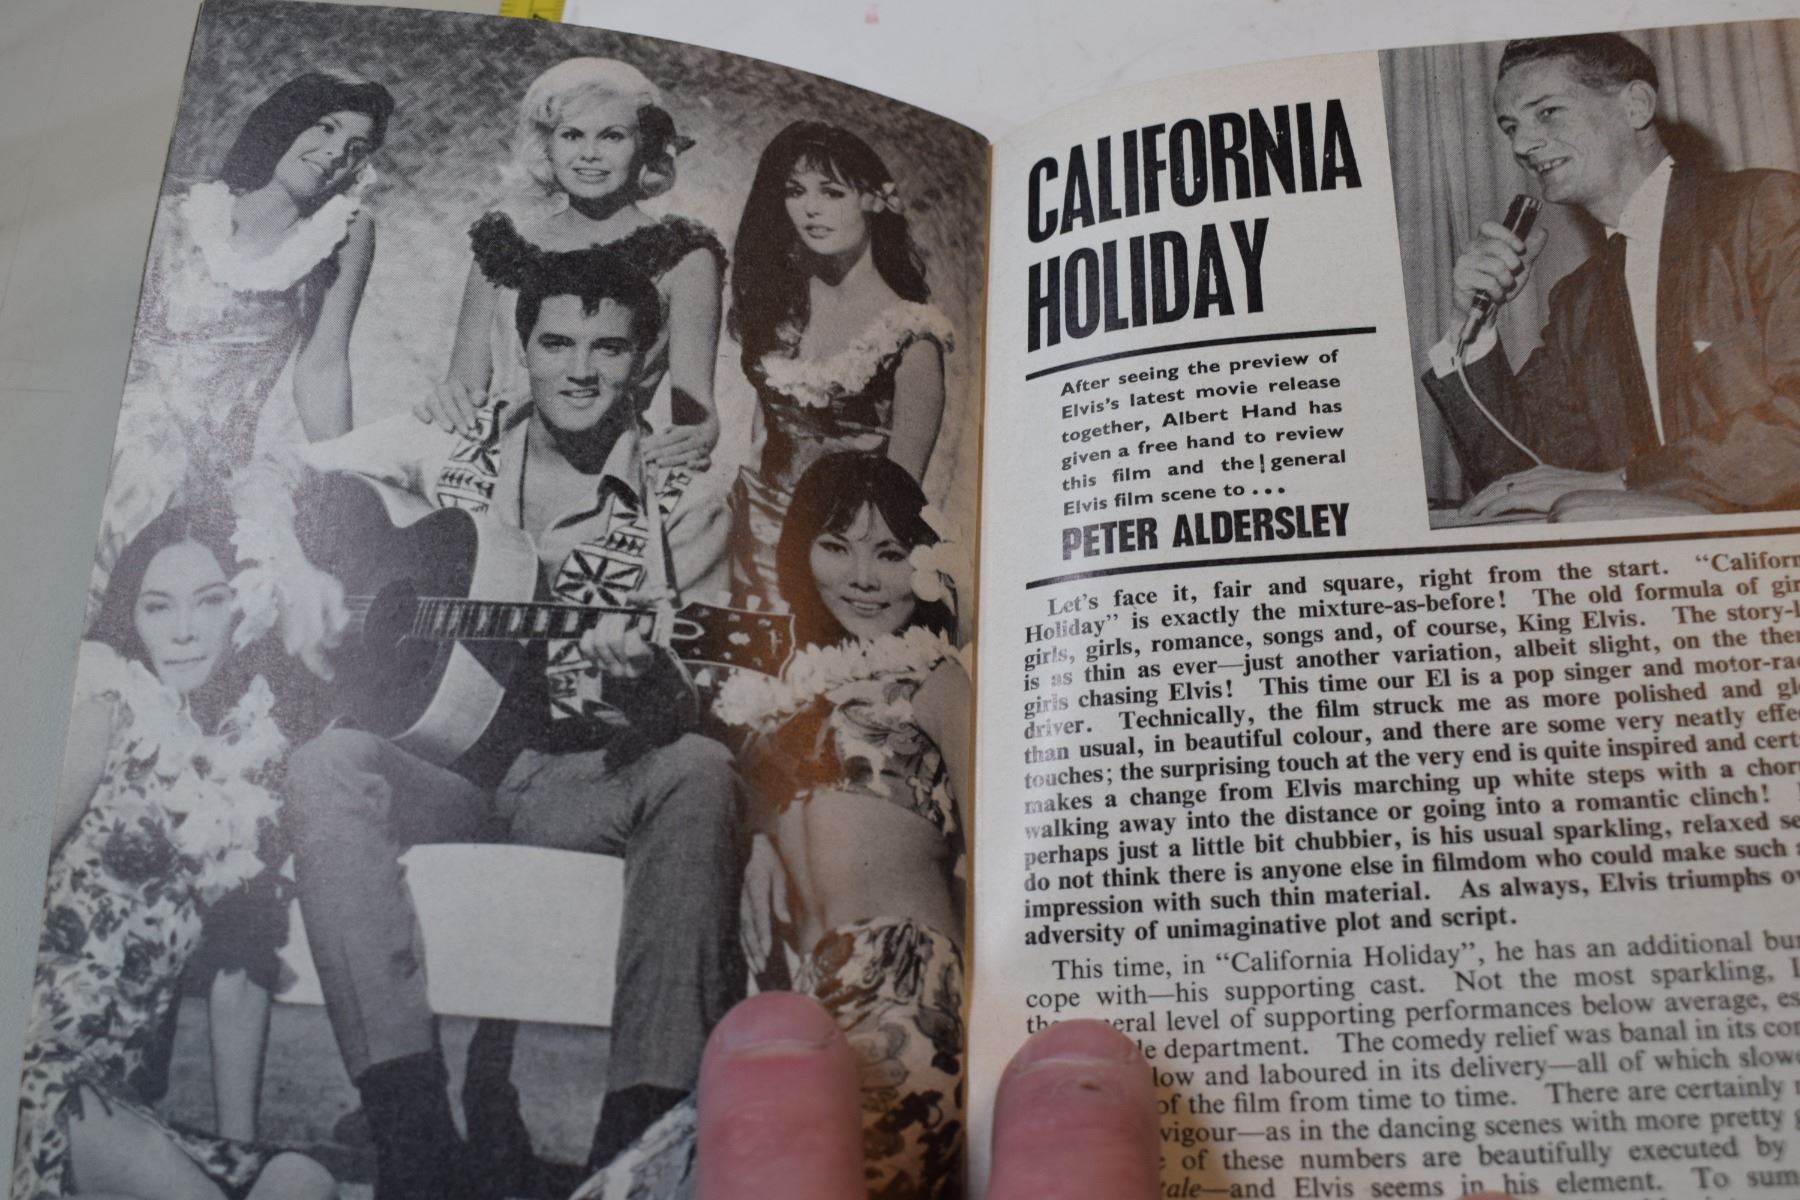 CALIFORNIA
HOLIDAY
After seeing the preview of
Elvis's latest movie release
together, Albert Hand has
given a free hand to review
this film and the general
Elvis film scene to . . .
PETER ALDERSLEY
Let's face it, fair and square, right from the start. "Californ
Holiday" is exactly the mixture-as-before! The old formula of gir
girls, girls, romance, songs and, of course, King Elvis. The story-l
is as thin as ever—just another variation, albeit slight, on the the
girls chasing Elvis! This time our El is a pop singer and motor-ra
driver. Technically, the film struck me as more polished and gl
than usual, in beautiful colour, and there are some very neatly effe
touches; the surprising touch at the very end is quite inspired and cert
makes a change from Elvis marching up white steps with a chor
walking away into the distance or going into a romantic clinch!
perhaps just a little bit chubbier, is his usual sparkling, relaxed se
do not think there is anyone else in filmdom who could make such
impression with such thin material. As always, Elvis triumphs ov
adversity of unimaginative plot and script.
This time, in "California Holiday", he has an additional bur
cope with—his supporting cast. Not the most sparkling, I
eral level of supporting performances below average, es
le department. The comedy relief was banal in its con
low and laboured in its delivery—all of which slow
of the film from time to time. There are certainly
vigour—as in the dancing scenes with more pretty g
of these numbers are beautifully executed by
tale—and Elvis seems in his element. To sum